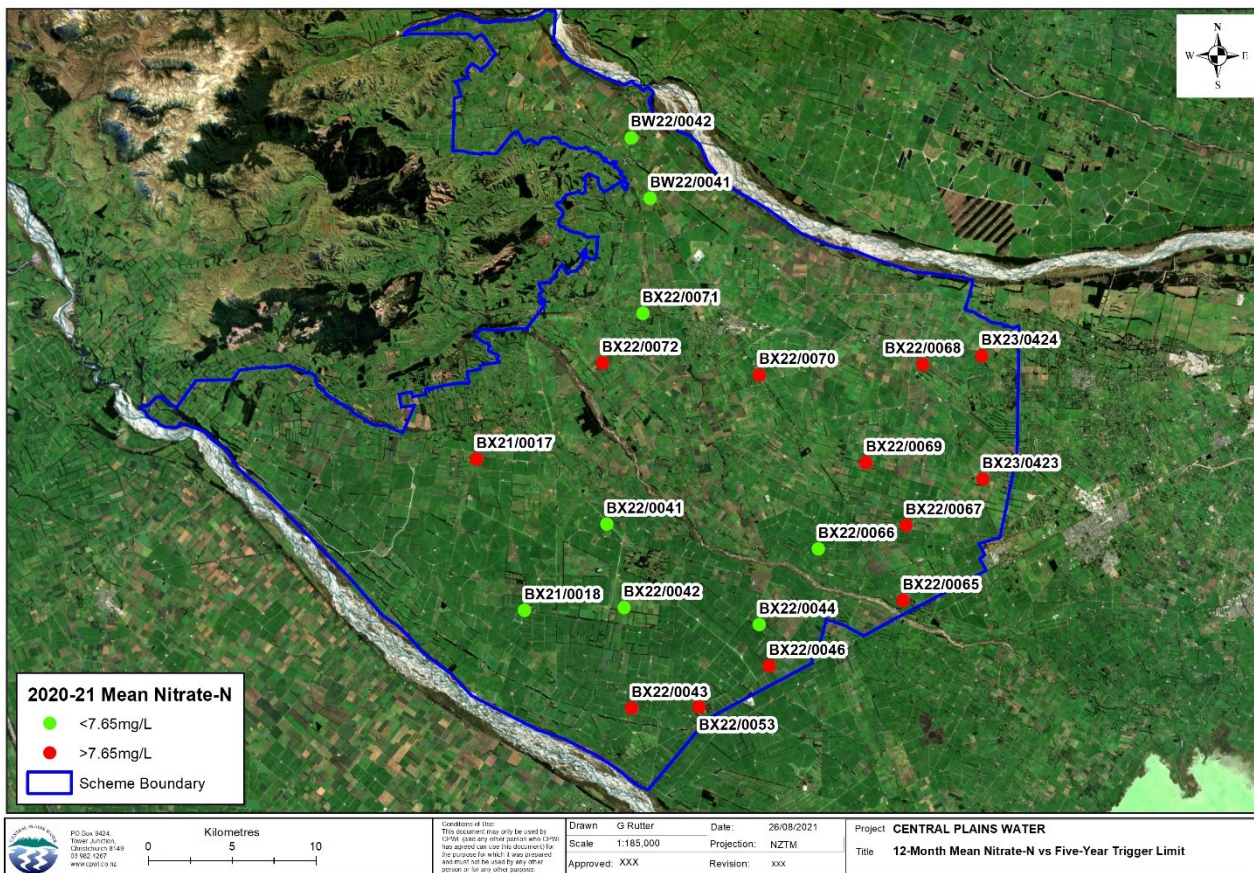 N
W E
S
BW22/0042
BW22/0041
BX22/0071
BX22/0072
BX22/0070
BX22/0068
BX23/0424
BX21/0017
BX22/0069
BX23/0423
BX22/0041
BX22/0067
BX22/0066
BX21/0018
BX22/0042
BX22/0065
BX22/0044
BX22/0046
BX22/0043
BX22/0053
2020-21 Mean Nitrate-N
<7.65mg/L
>7.65mg/L
Scheme Boundary
CENTRAL PLAINS WATER
PO Box 9424,
Tower Junction,
Christchurch 8149
03 982 4267
www.cpwl.co.nz
Kilometres
0 5 10
Conditions of Use:
This document may only be used by
CPWL (and any other person who CPWL
has agreed can use this document) for
the purpose for which it was prepared
and must not be used by any other
person or for any other purpose.
Drawn G Rutter Date: 26/08/2021
Scale 1:185,000 Projection: NZTM
Approved: XXX Revision: xxx
Project CENTRAL PLAINS WATER
Title 12-Month Mean Nitrate-N vs Five-Year Trigger Limit